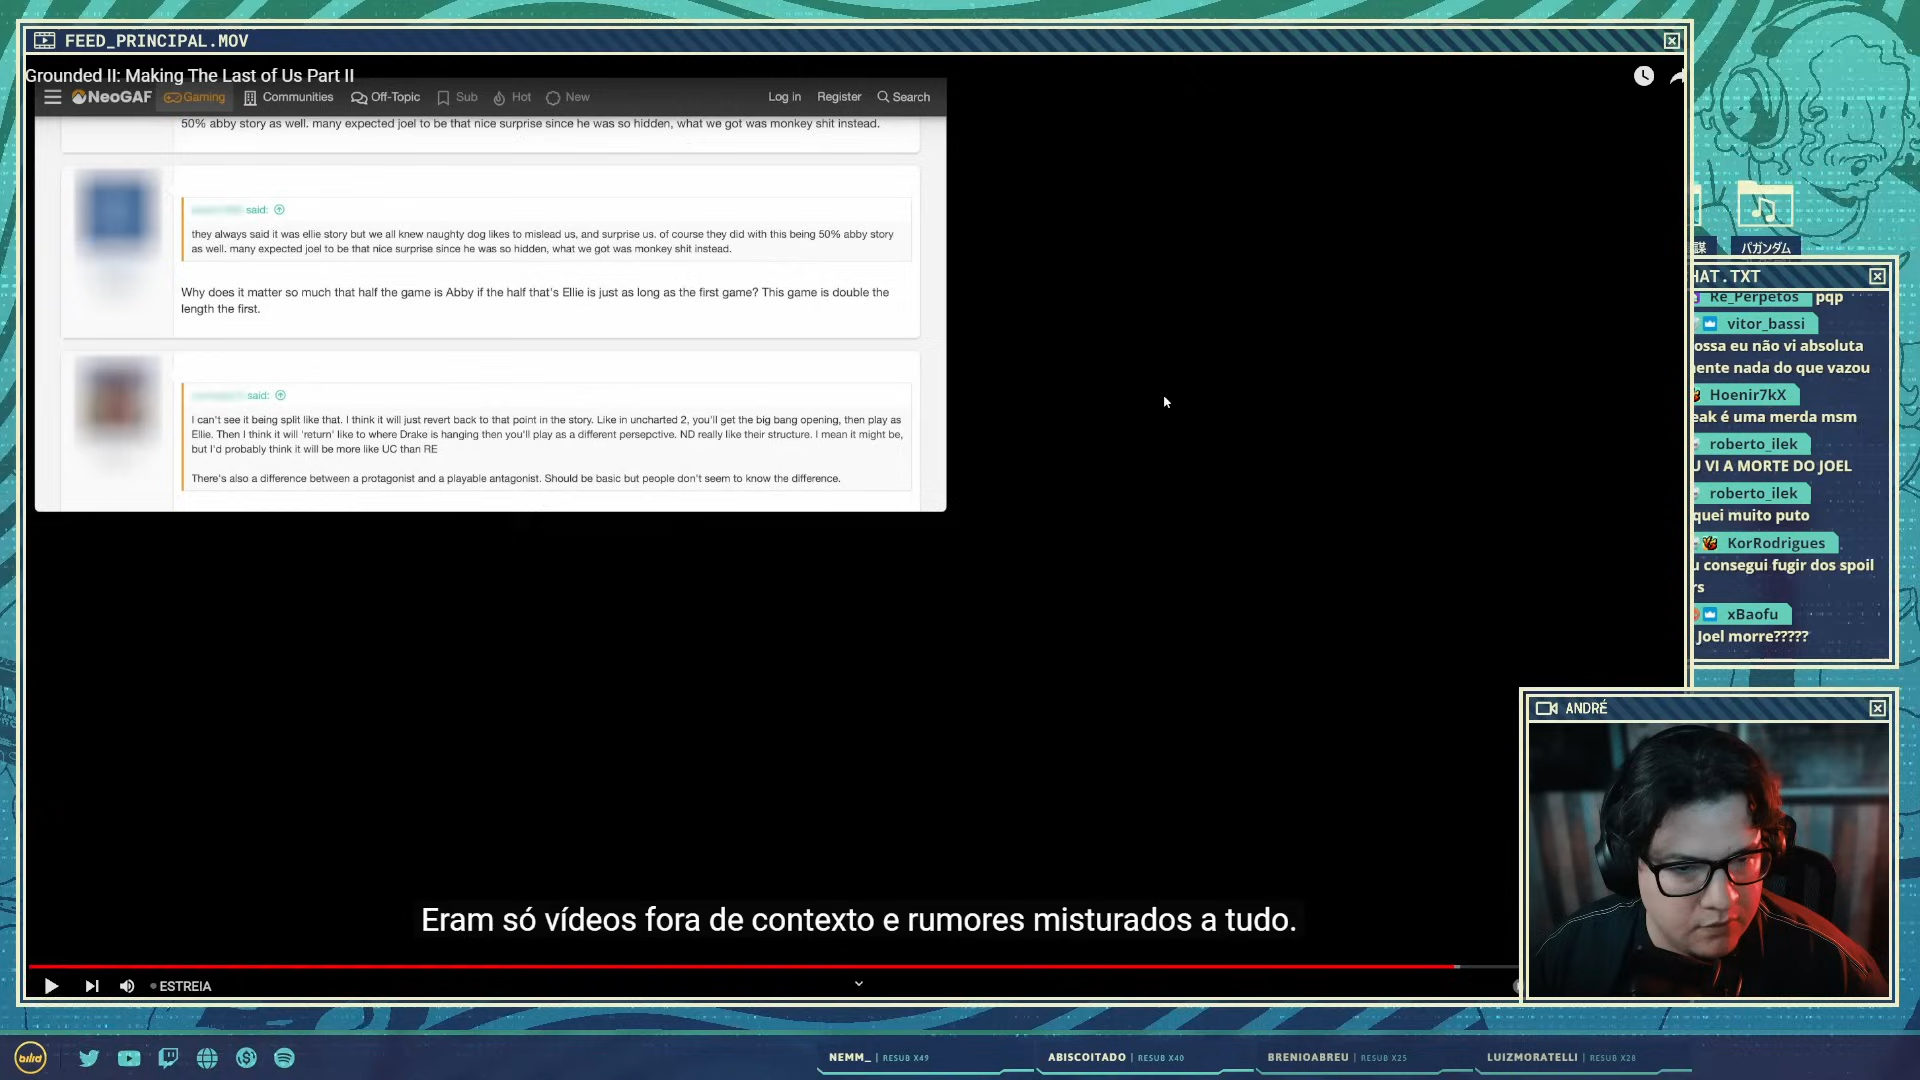 FEED_PRINCIPAL.MOV
Grounded II: Making The Last of Us Part II
NeoGAF Gaming Communities Off-Topic Sub Hot New Log in Register Search
50% abby story as well. many expected joel to be that nice surprise since he was so hidden, what we got was monkey shit instead.
said:
they always said it was ellie story but we all knew naughty dog likes to mislead us, and surprise us. of course they did with this being 50% abby story
as well. many expected joel to be that nice surprise since he was so hidden, what we got was monkey shit instead.
Why does it matter so much that half the game is Abby if the half that's Ellie is just as long as the first game? This game is double the
length the first.
said:
I can't see it being split like that. I think it will just revert back to that point in the story. Like in uncharted 2, you'll get the big bang opening, then play as
Ellie. Then I think it will 'return' like to where Drake is hanging then you'll play as a different persepctive. ND really like their structure. I mean it might be,
but I'd probably think it will be more like UC than RE
There's also a difference between a protagonist and a playable antagonist. Should be basic but people don't seem to know the difference.
Eram só vídeos fora de contexto e rumores misturados a tudo.
ESTREIA
謀
パガンダム
HAT.TXT
Re_Perpetos pqp
vitor_bassi
ossa eu não vi absoluta
ente nada do que vazou
Hoenir7kX
eak é uma merda msm
roberto_ilek
U VI A MORTE DO JOEL
roberto_ilek
quei muito puto
KorRodrigues
u consegui fugir dos spoil
rs
xBaofu
Joel morre?????
ANDRÉ
NEMM_ | RESUB X49
ABISCOITADO | RESUB X40
BRENIOABREU | RESUB X25
LUIZMORATELLI | RESUB X28